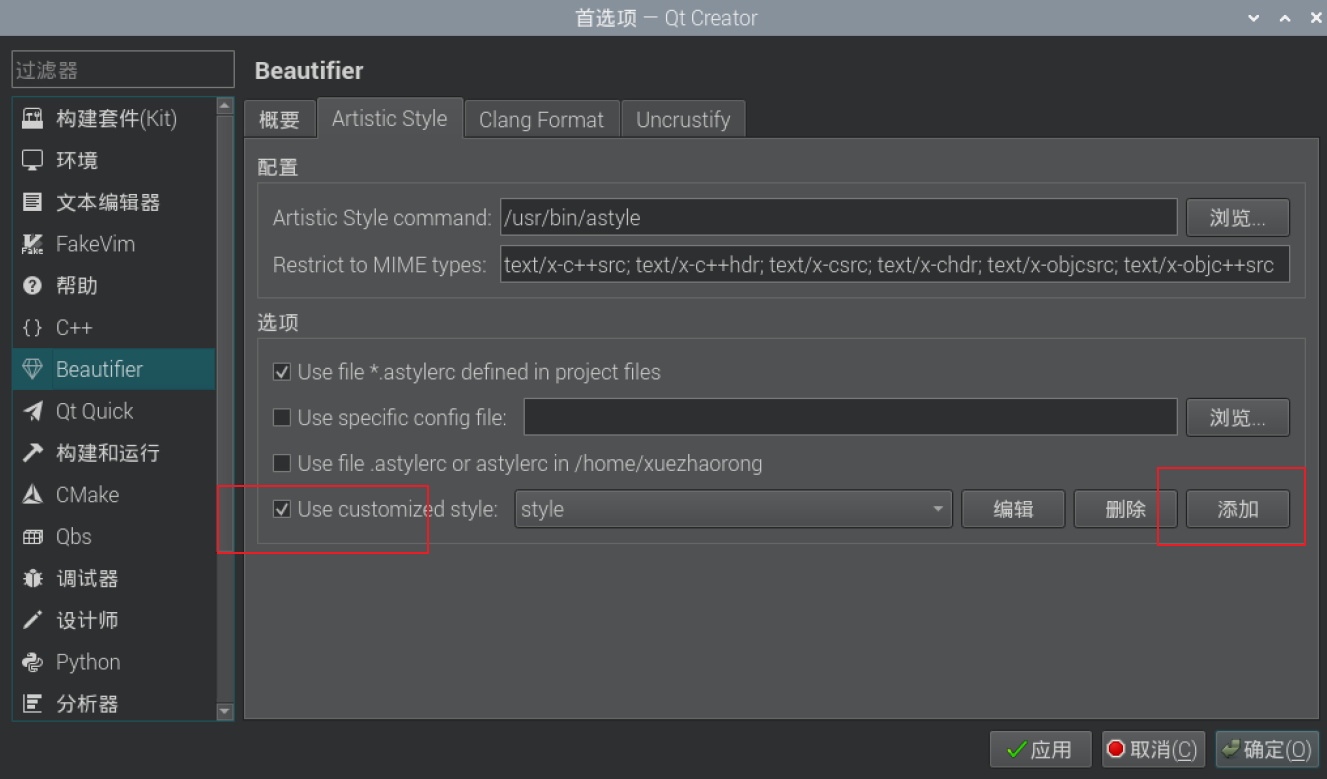 首选项 — Qt Creator
过滤器
构建套件(Kit)
环境
文本编辑器
FakeVim
帮助
C++
Beautifier
Qt Quick
构建和运行
CMake
Qbs
调试器
设计师
Python
分析器
Beautifier
概要 Artistic Style Clang Format Uncrustify
配置
Artistic Style command: /usr/bin/astyle 浏览...
Restrict to MIME types: text/x-c++src; text/x-c++hdr; text/x-csrc; text/x-chdr; text/x-objcsrc; text/x-objc++src
选项
Use file *.astylerc defined in project files
Use specific config file: 浏览...
Use file .astylerc or astylerc in /home/xuezhaorong
Use customized style: style 编辑 删除 添加
应用 取消(C) 确定(O)